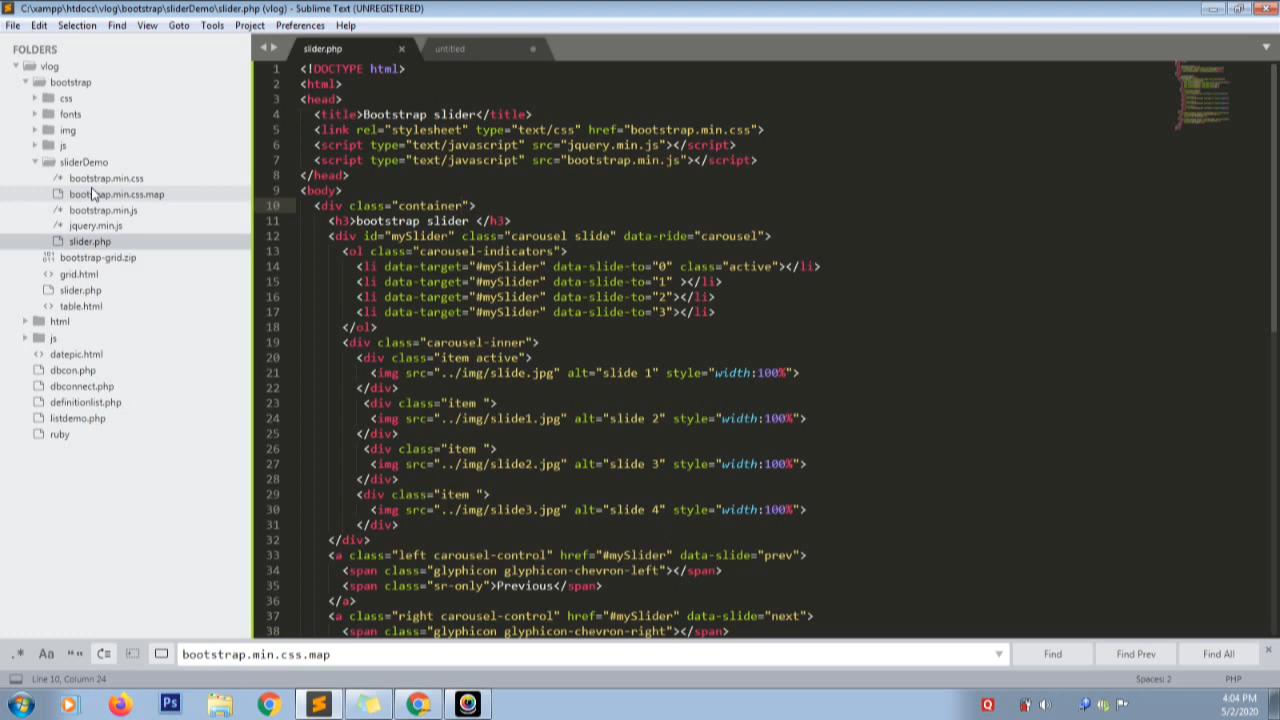 C:\xampp\htdocs\vlog\bootstrap\sliderDemo\slider.php (vlog) - Sublime Text (UNREGISTERED)
File Edit Selection Find View Goto Tools Project Preferences Help
FOLDERS
vlog
bootstrap
css
fonts
img
js
sliderDemo
bootstrap.min.css
bootstrap.min.css.map
bootstrap.min.js
jquery.min.js
slider.php
bootstrap-grid.zip
grid.html
slider.php
table.html
html
js
datepic.html
dbcon.php
dbconnect.php
definitionlist.php
listdemo.php
ruby
slider.php untitled
1 <!DOCTYPE html>
2 <html>
3 <head>
4 <title>Bootstrap slider</title>
5 <link rel="stylesheet" type="text/css" href="bootstrap.min.css">
6 <script type="text/javascript" src="jquery.min.js"></script>
7 <script type="text/javascript" src="bootstrap.min.js"></script>
8 </head>
9 <body>
10 <div class="container">
11 <h3>bootstrap slider </h3>
12 <div id="mySlider" class="carousel slide" data-ride="carousel">
13 <ol class="carousel-indicators">
14 <li data-target="#mySlider" data-slide-to="0" class="active"></li>
15 <li data-target="#mySlider" data-slide-to="1" ></li>
16 <li data-target="#mySlider" data-slide-to="2"></li>
17 <li data-target="#mySlider" data-slide-to="3"></li>
18 </ol>
19 <div class="carousel-inner">
20 <div class="item active">
21 <img src="../img/slide.jpg" alt="slide 1" style="width:100%">
22 </div>
23 <div class="item ">
24 <img src="../img/slide1.jpg" alt="slide 2" style="width:100%">
25 </div>
26 <div class="item ">
27 <img src="../img/slide2.jpg" alt="slide 3" style="width:100%">
28 </div>
29 <div class="item ">
30 <img src="../img/slide3.jpg" alt="slide 4" style="width:100%">
31 </div>
32 </div>
33 <a class="left carousel-control" href="#mySlider" data-slide="prev">
34 <span class="glyphicon glyphicon-chevron-left"></span>
35 <span class="sr-only">Previous</span>
36 </a>
37 <a class="right carousel-control" href="#mySlider" data-slide="next">
38 <span class="glyphicon glyphicon-chevron-right"></span>
.* Aa “” bootstrap.min.css.map Find Find Prev Find All
Line 10, Column 24 Spaces: 2 PHP
Ps Q 4:04 PM
5/2/2020